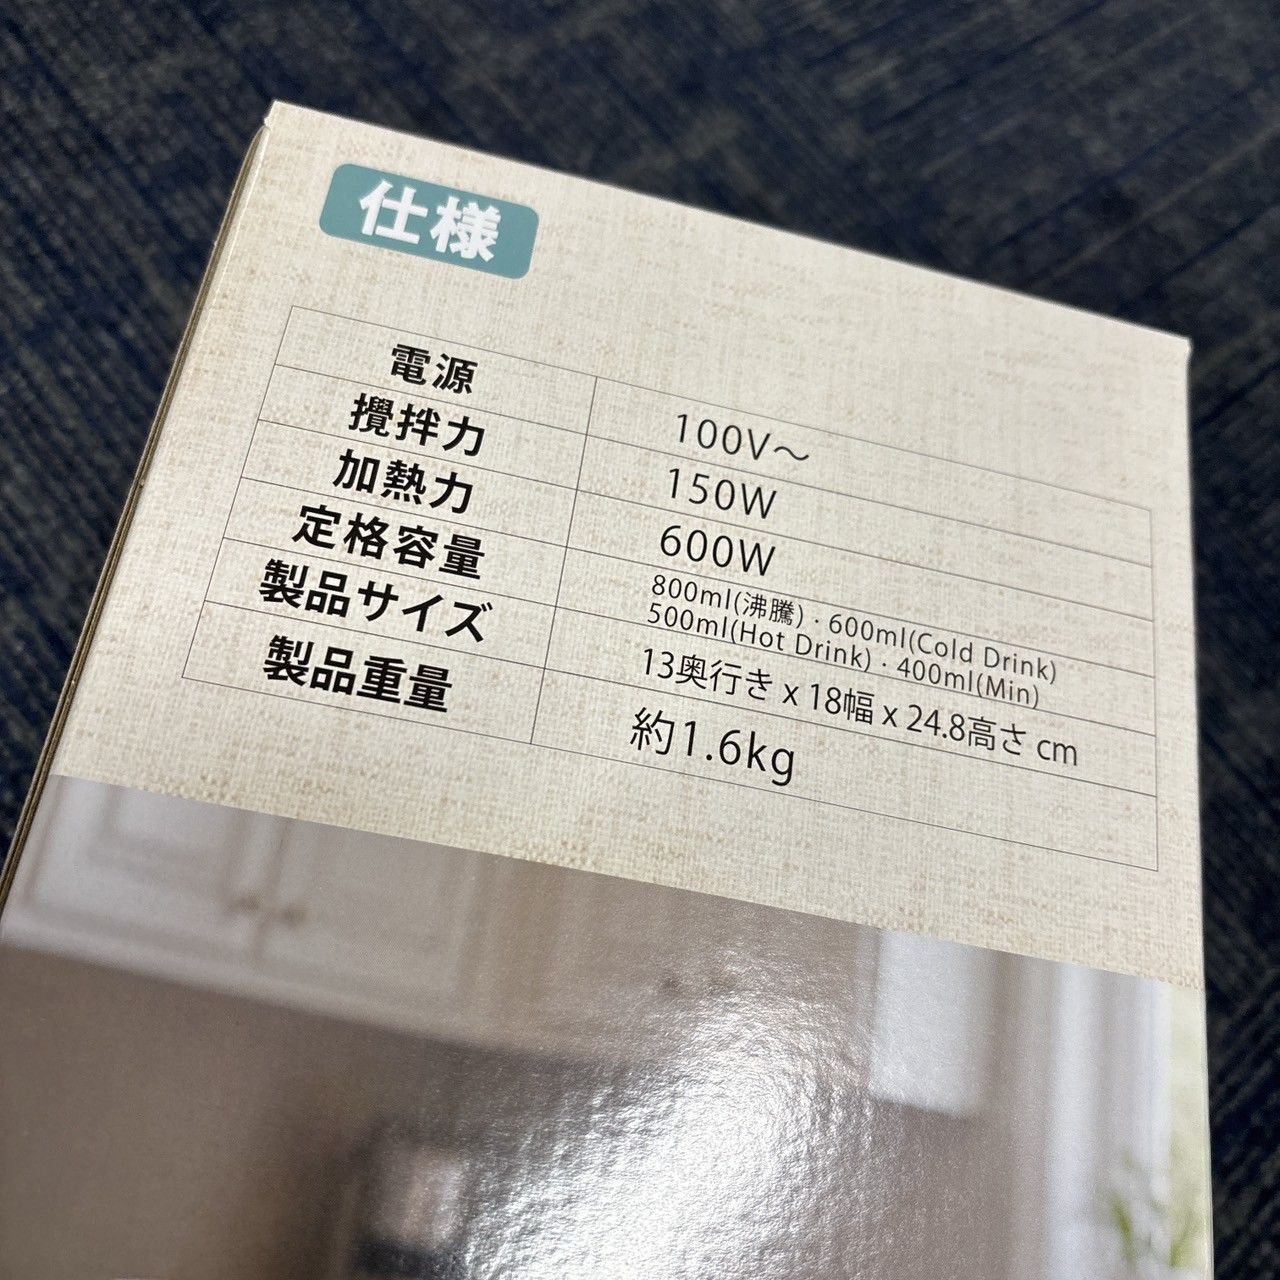 仕様
電源 100V～
攪拌力 150W
加熱力 600W
定格容量 800ml(沸騰)・600ml(Cold Drink)
500ml(Hot Drink)・400ml(Min)
製品サイズ 13奥行き x 18幅 x 24.8高さ cm
製品重量 約1.6kg